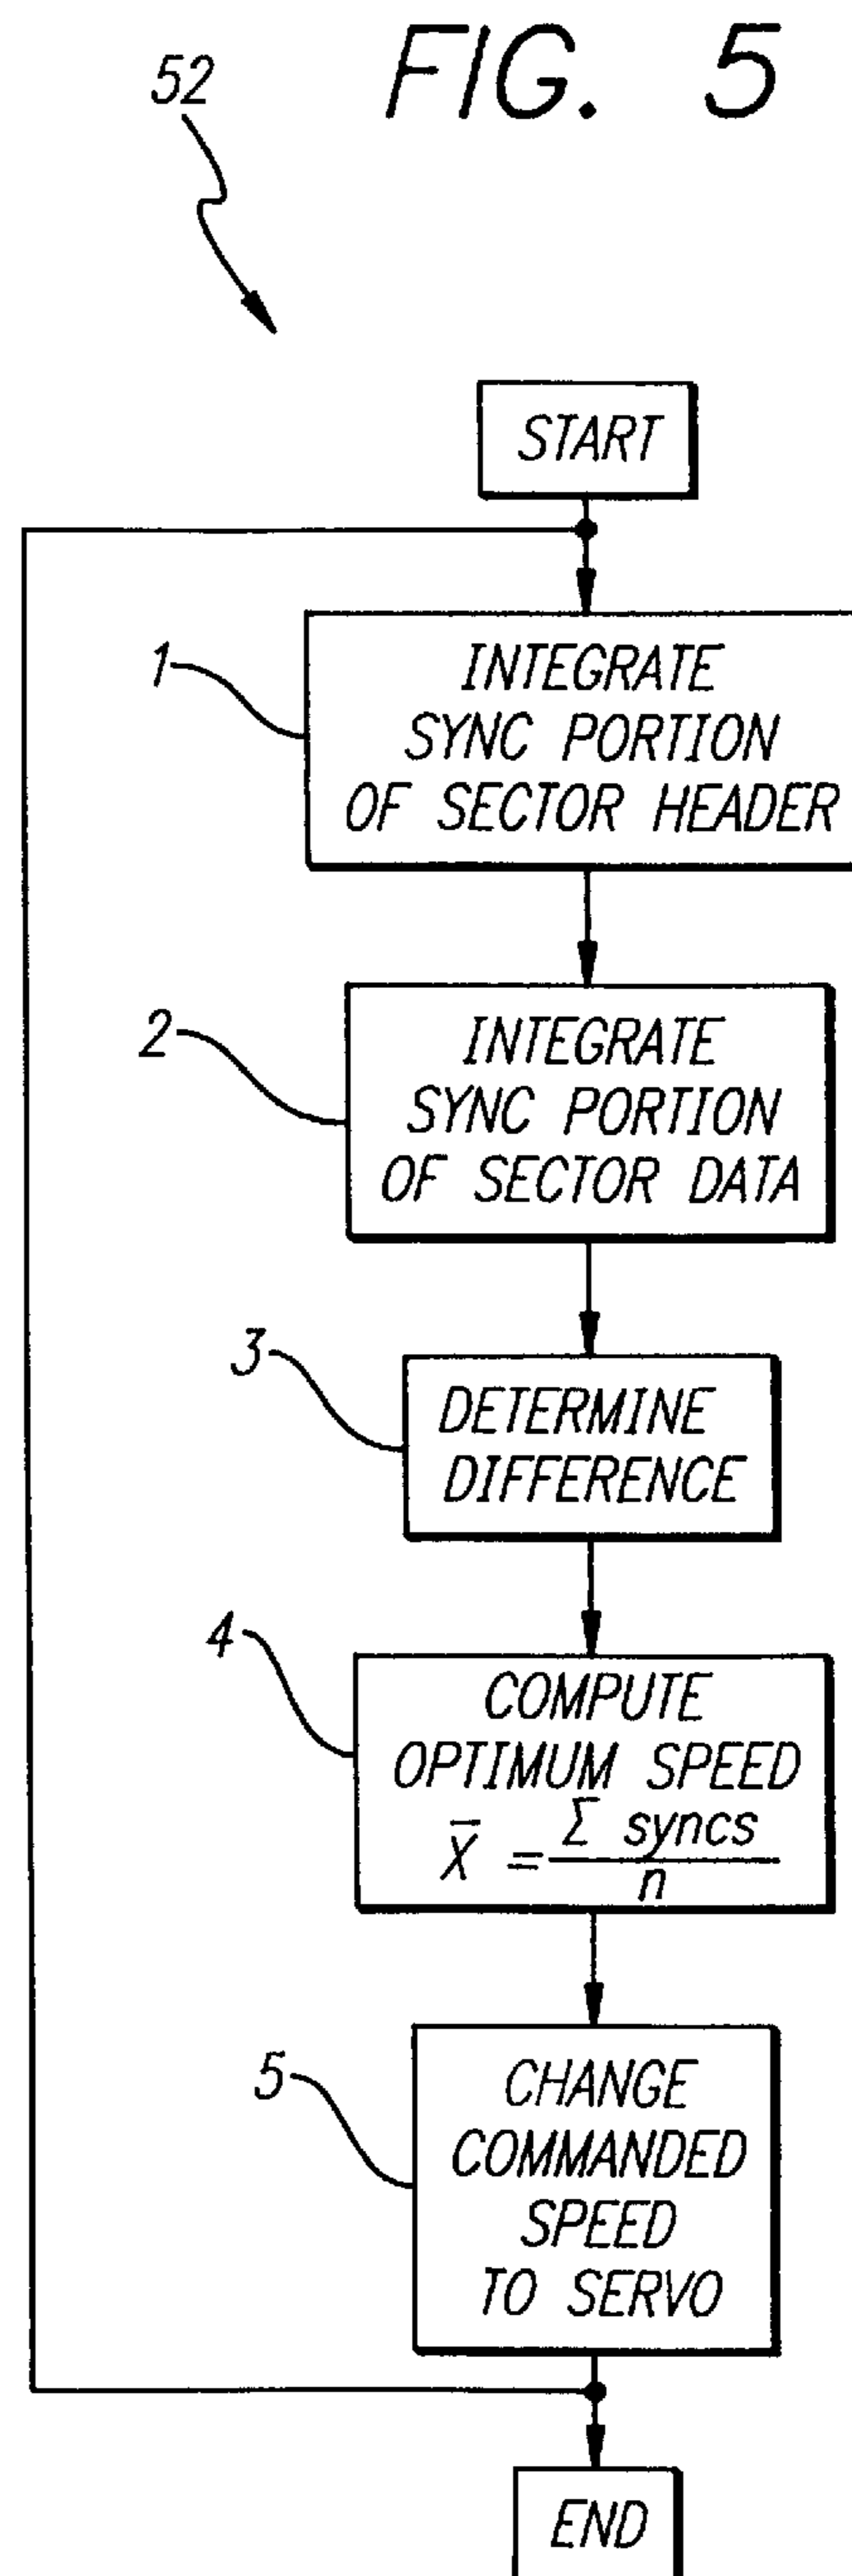 52
FIG. 5
START
1
INTEGRATE
SYNC PORTION
OF SECTOR HEADER
2
INTEGRATE
SYNC PORTION
OF SECTOR DATA
3
DETERMINE
DIFFERENCE
4
COMPUTE
OPTIMUM SPEED
X̄ = Σ syncs / n
5
CHANGE
COMMANDED
SPEED
TO SERVO
END